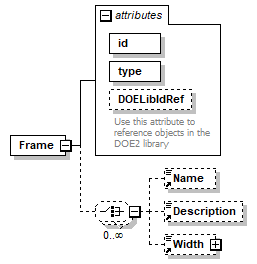 attributes
id
type
DOELibIdRef
Use this attribute to
reference objects in the
DOE2 library
Frame
Name
0..∞
Description
Width